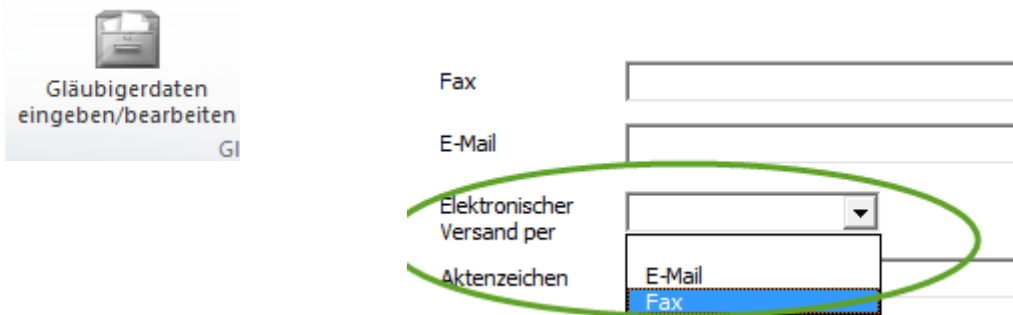 Gläubigerdaten
eingeben/bearbeiten
Gl
Fax
E-Mail
Elektronischer
Versand per
Aktenzeichen
E-Mail
Fax